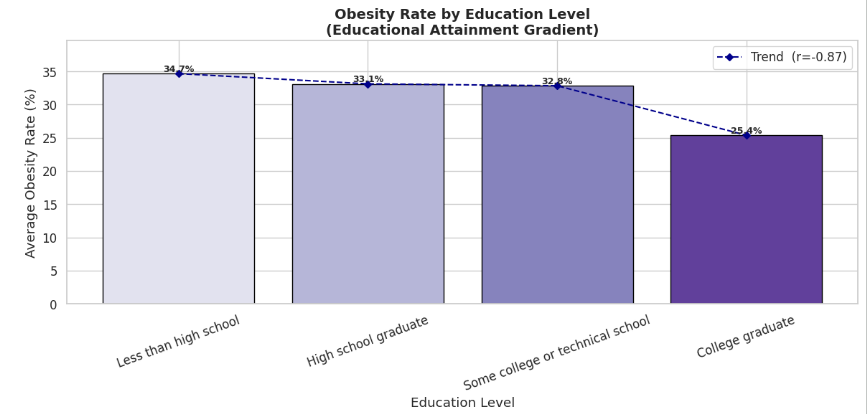 Obesity Rate by Education Level
(Educational Attainment Gradient)
Trend (r=-0.87)
34.7%
33.1%
32.8%
25.4%
Average Obesity Rate (%)
35
30
25
20
15
10
5
0
Less than high school
High school graduate
Some college or technical school
College graduate
Education Level